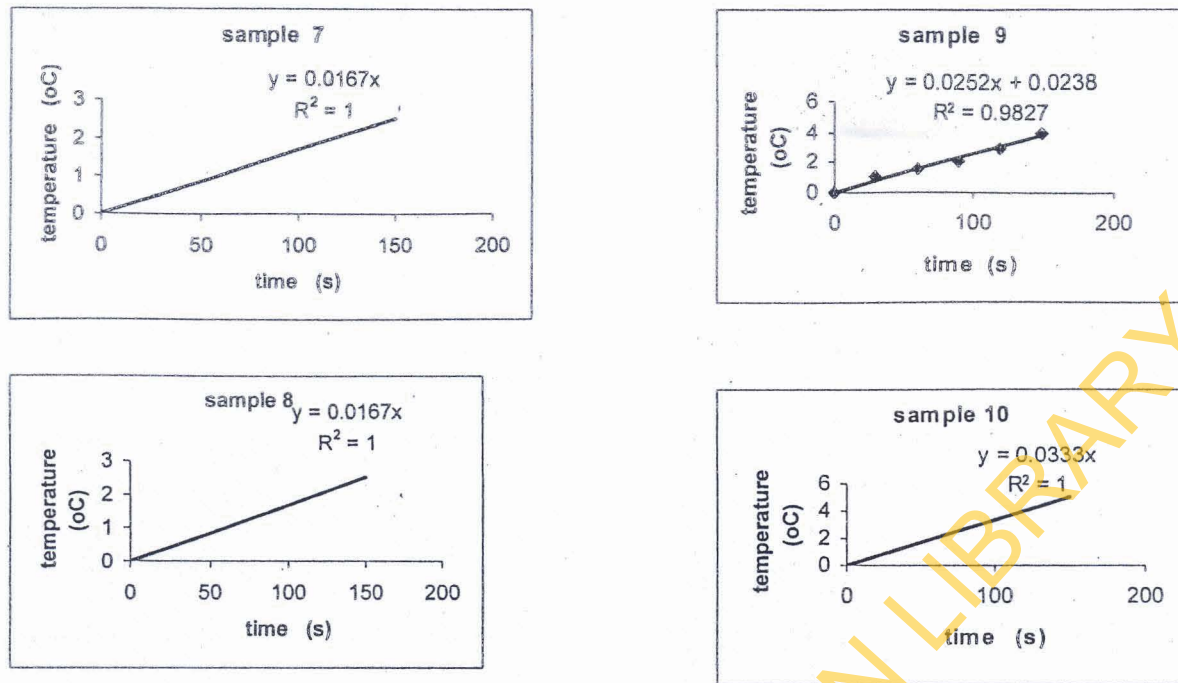 sample 7
y = 0.0167x
R² = 1
temperature (oC)
3
2
1
0
0 50 100 150 200
time (s)
sample 9
y = 0.0252x + 0.0238
R² = 0.9827
temperature
(oC)
6
4
2
0
0 100 200
time (s)
sample 8
y = 0.0167x
R² = 1
temperature
(oC)
3
2
1
0
0 50 100 150 200
time (s)
sample 10
y = 0.0333x
R² = 1
temperature
(oC)
6
4
2
0
0 100 200
time (s)
N LIBRARY